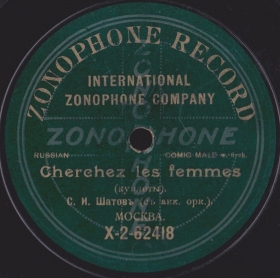 ZONOPHONE RECORD
INTERNATIONAL
ZONOPHONE COMPANY
ZONOPHONE
RUSSIAN COMIC MALE w. Orch.
Cherchez les femmes
(куплеты)
С. И. Шатовъ (съ акк. орк.)
МОСКВА.
X-2-62418